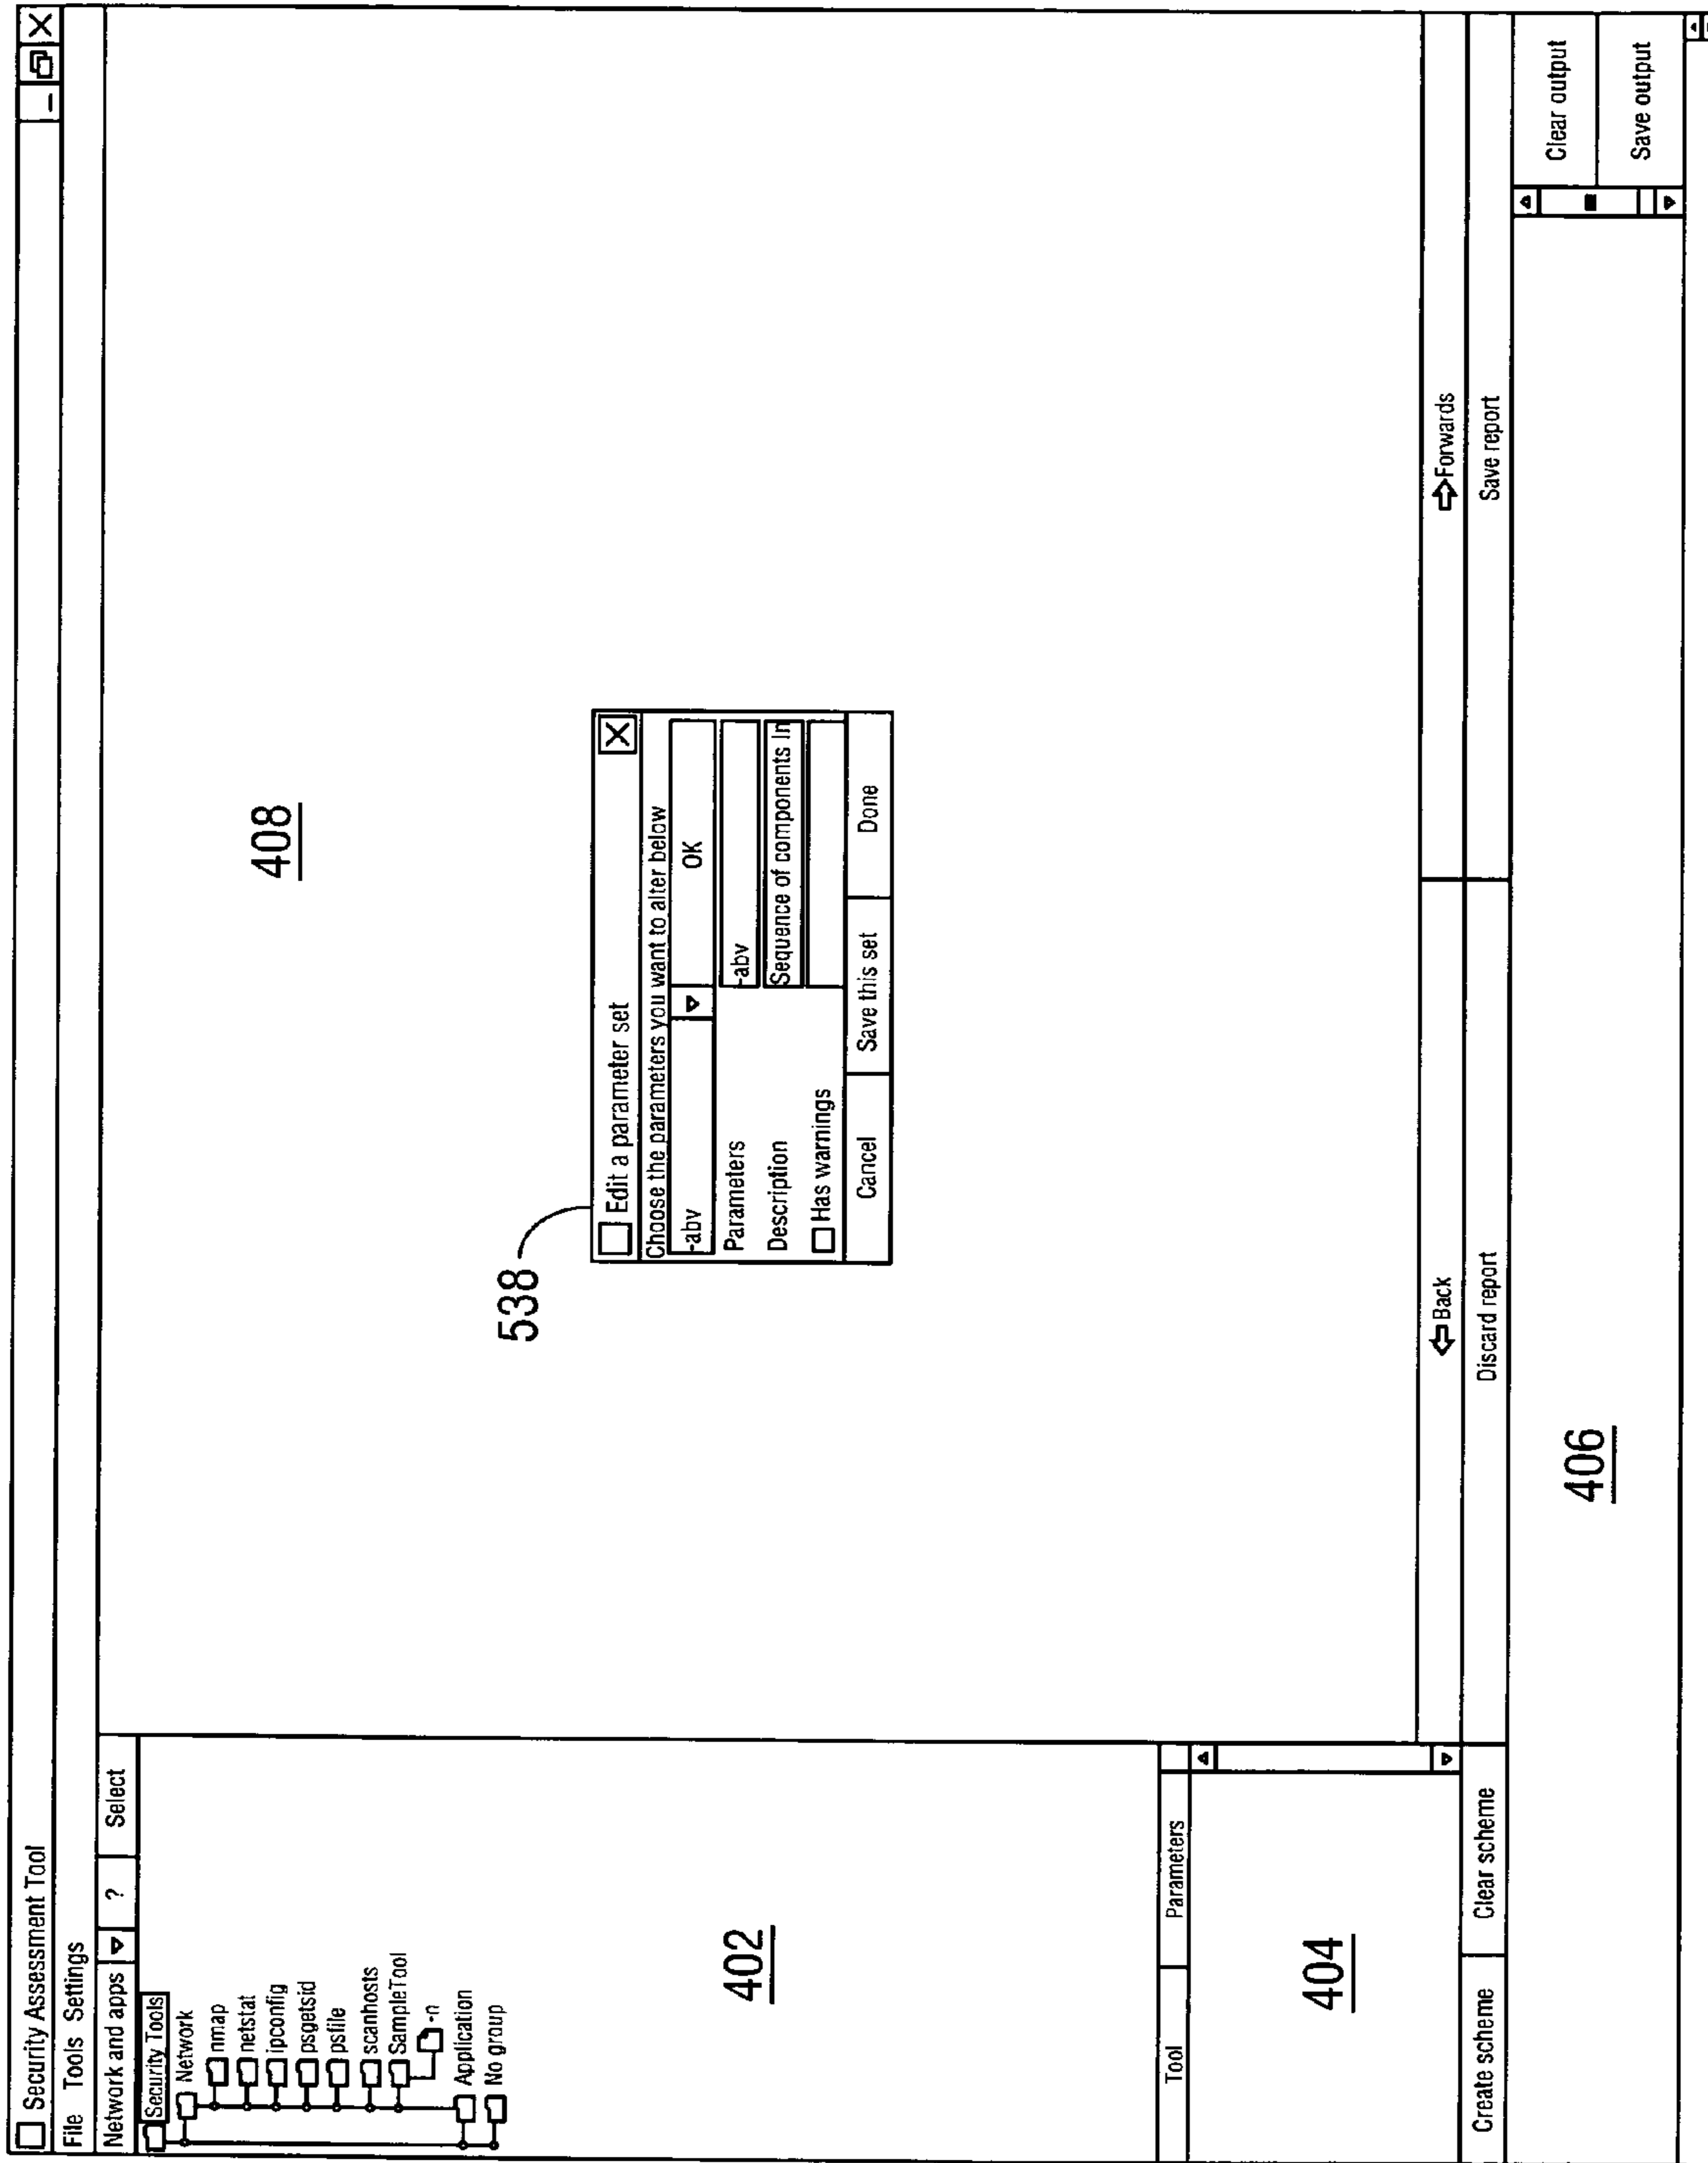 Security Assessment Tool
File Tools Settings
Network and apps ? Select
Security Tools
Network
nmap
netstat
ipconfig
psgetsid
psfile
scanhosts
SampleTool
-n
Application
No group
402
Tool Parameters
404
Create scheme Clear scheme
408
538
Edit a parameter set
Choose the parameters you want to alter below
-abv OK
Parameters -abv
Description Sequence of components In
Has warnings
Cancel Save this set Done
Back Forwards
Discard report Save report
406
Clear output
Save output